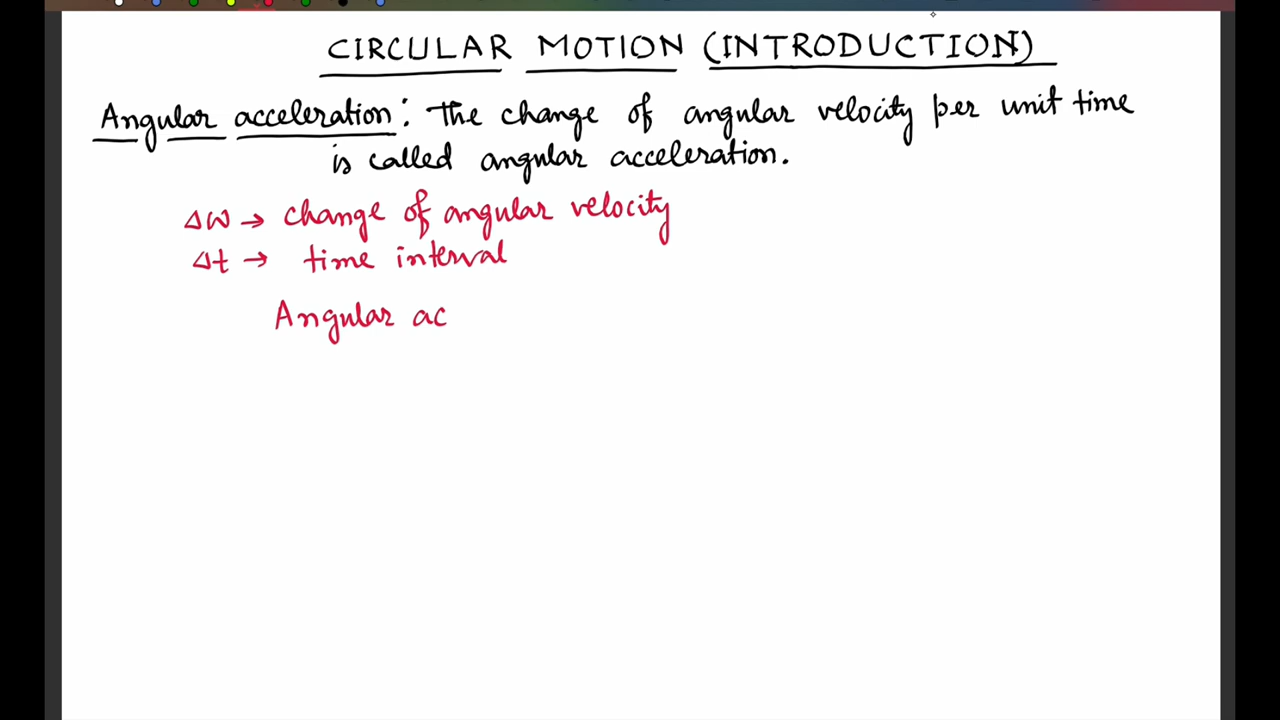 CIRCULAR MOTION (INTRODUCTION)
Angular acceleration: The change of angular velocity per unit time
is called angular acceleration.
Δω → change of angular velocity
Δt → time interval
Angular ac